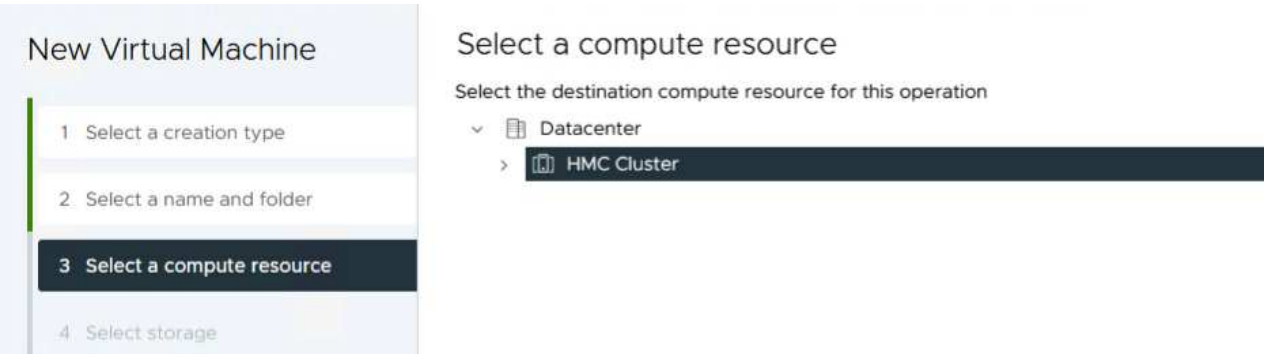 New Virtual Machine
1 Select a creation type
2 Select a name and folder
3 Select a compute resource
4 Select storage
Select a compute resource
Select the destination compute resource for this operation
Datacenter
HMC Cluster